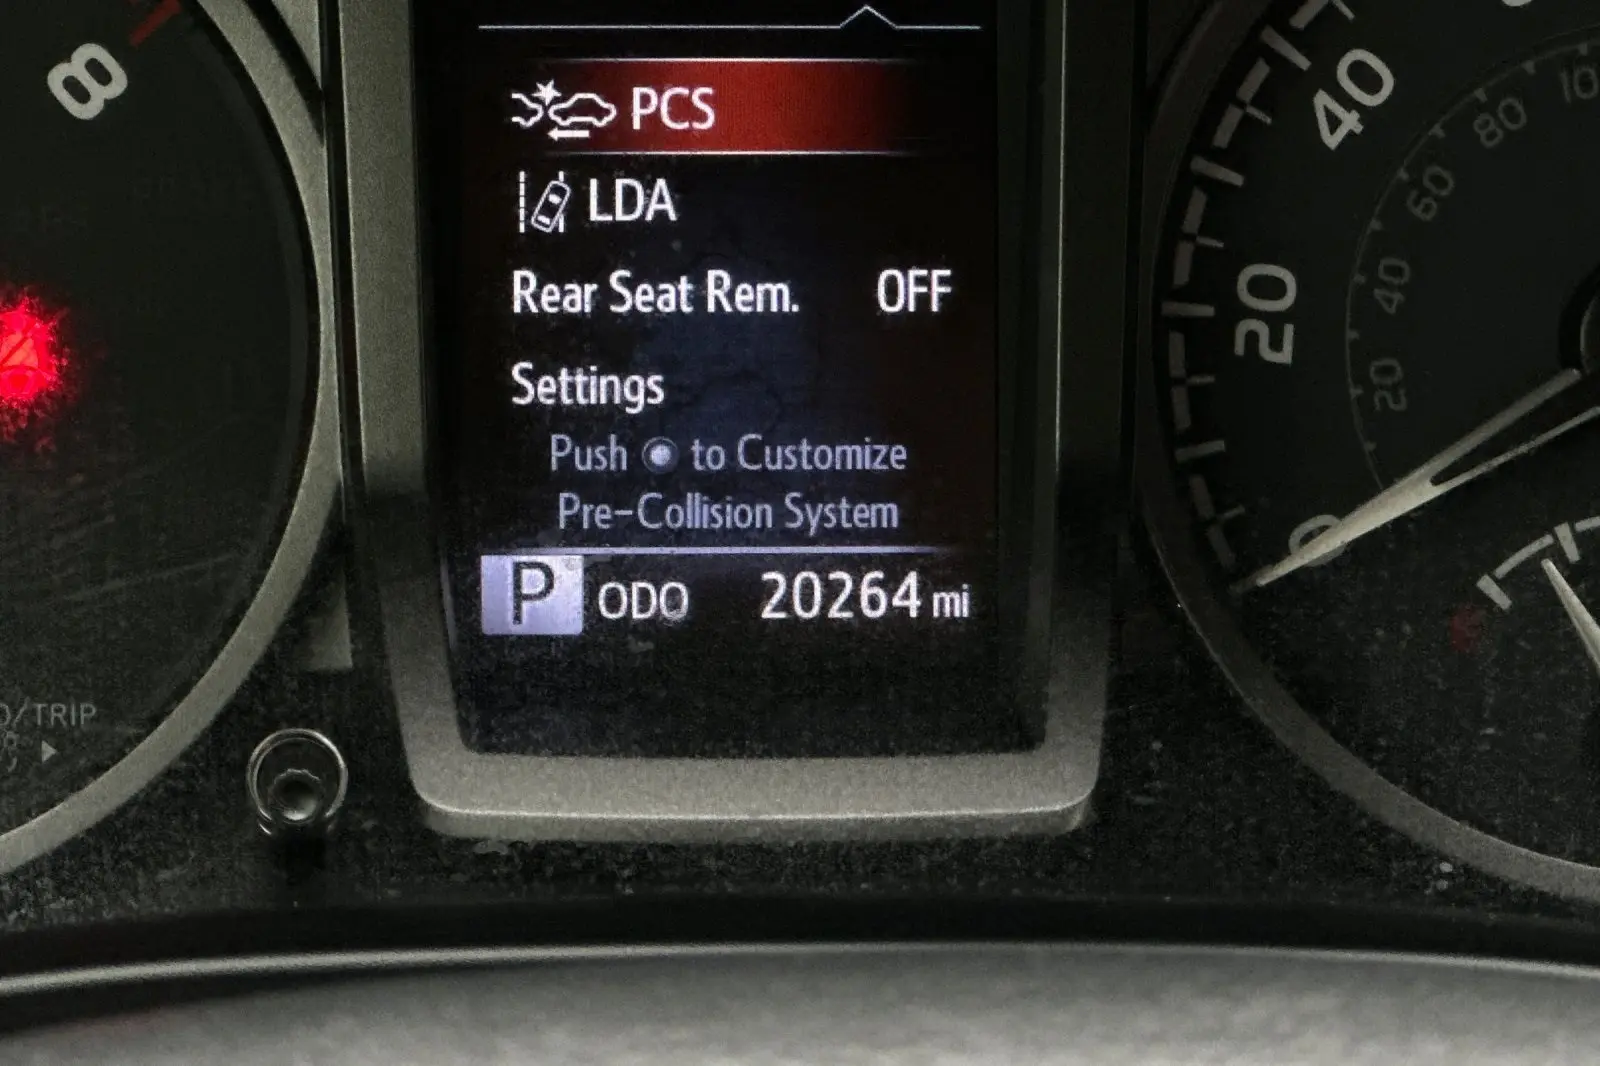 8
PCS
LDA
Rear Seat Rem. OFF
Settings
Push to Customize
Pre-Collision System
P ODO 20264 mi
/TRIP
40
20
0
80
60
40
20